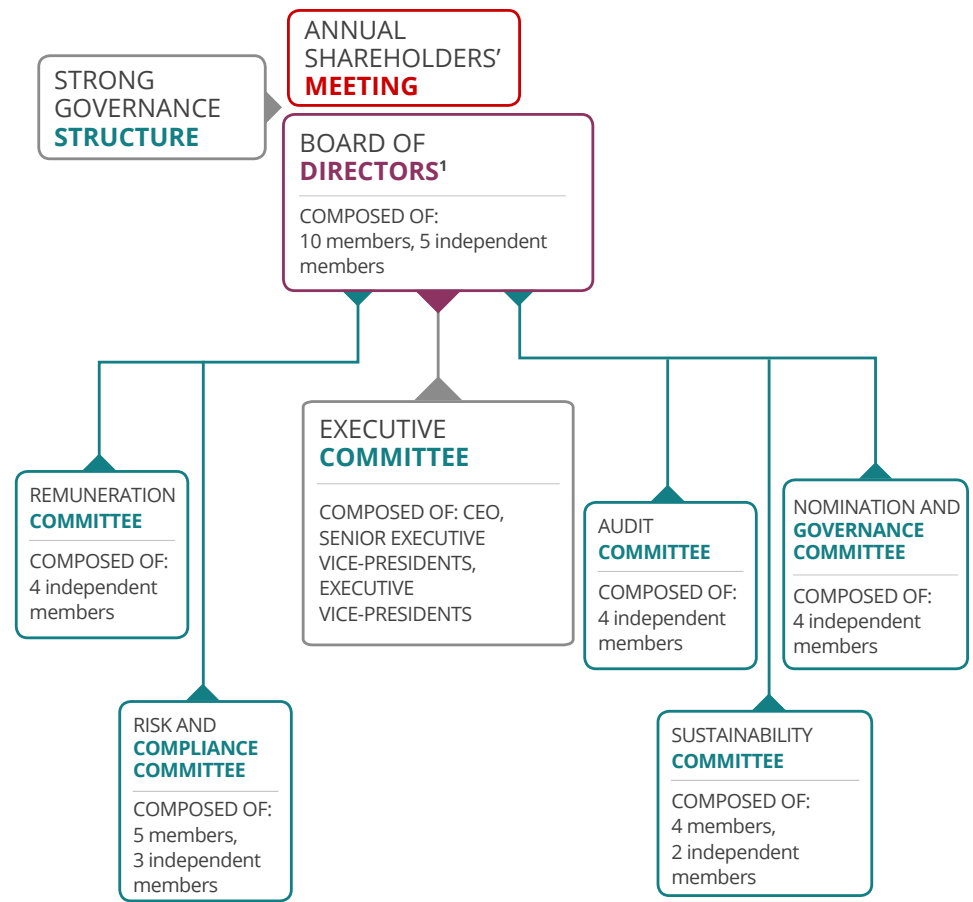 STRONG
GOVERNANCE
STRUCTURE
ANNUAL
SHAREHOLDERS’
MEETING
BOARD OF
DIRECTORS¹
COMPOSED OF:
10 members, 5 independent
members
EXECUTIVE
COMMITTEE
COMPOSED OF: CEO,
SENIOR EXECUTIVE
VICE-PRESIDENTS,
EXECUTIVE
VICE-PRESIDENTS
REMUNERATION
COMMITTEE
COMPOSED OF:
4 independent
members
AUDIT
COMMITTEE
COMPOSED OF:
4 independent
members
NOMINATION AND
GOVERNANCE
COMMITTEE
COMPOSED OF:
4 independent
members
RISK AND
COMPLIANCE
COMMITTEE
COMPOSED OF:
5 members,
3 independent
members
SUSTAINABILITY
COMMITTEE
COMPOSED OF:
4 members,
2 independent
members